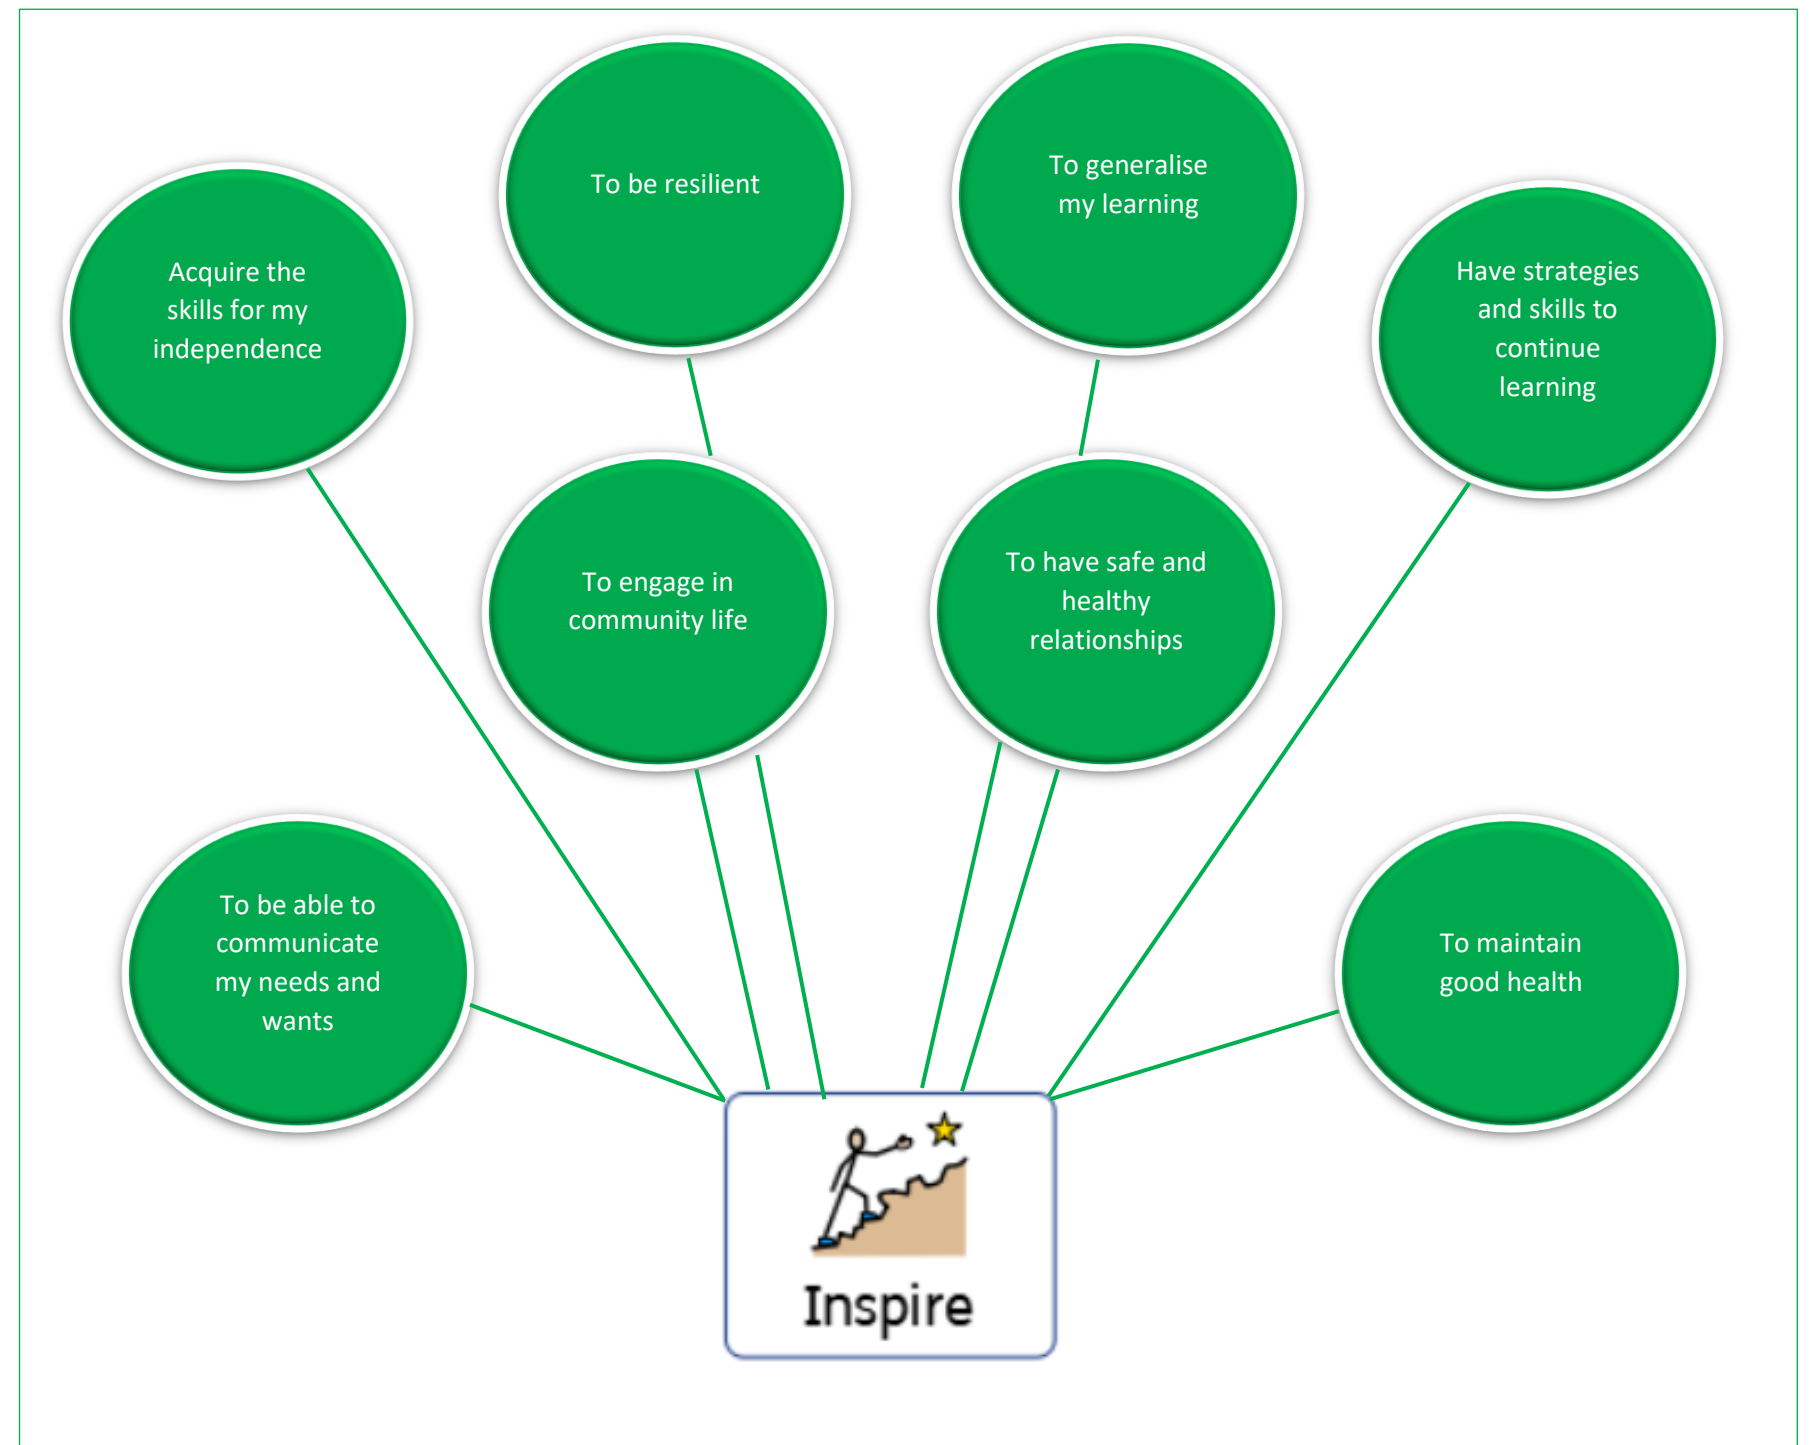 To be resilient
To generalise
my learning
Acquire the
skills for my
independence
Have strategies
and skills to
continue
learning
To engage in
community life
To have safe and
healthy
relationships
To be able to
communicate
my needs and
wants
To maintain
good health
Inspire